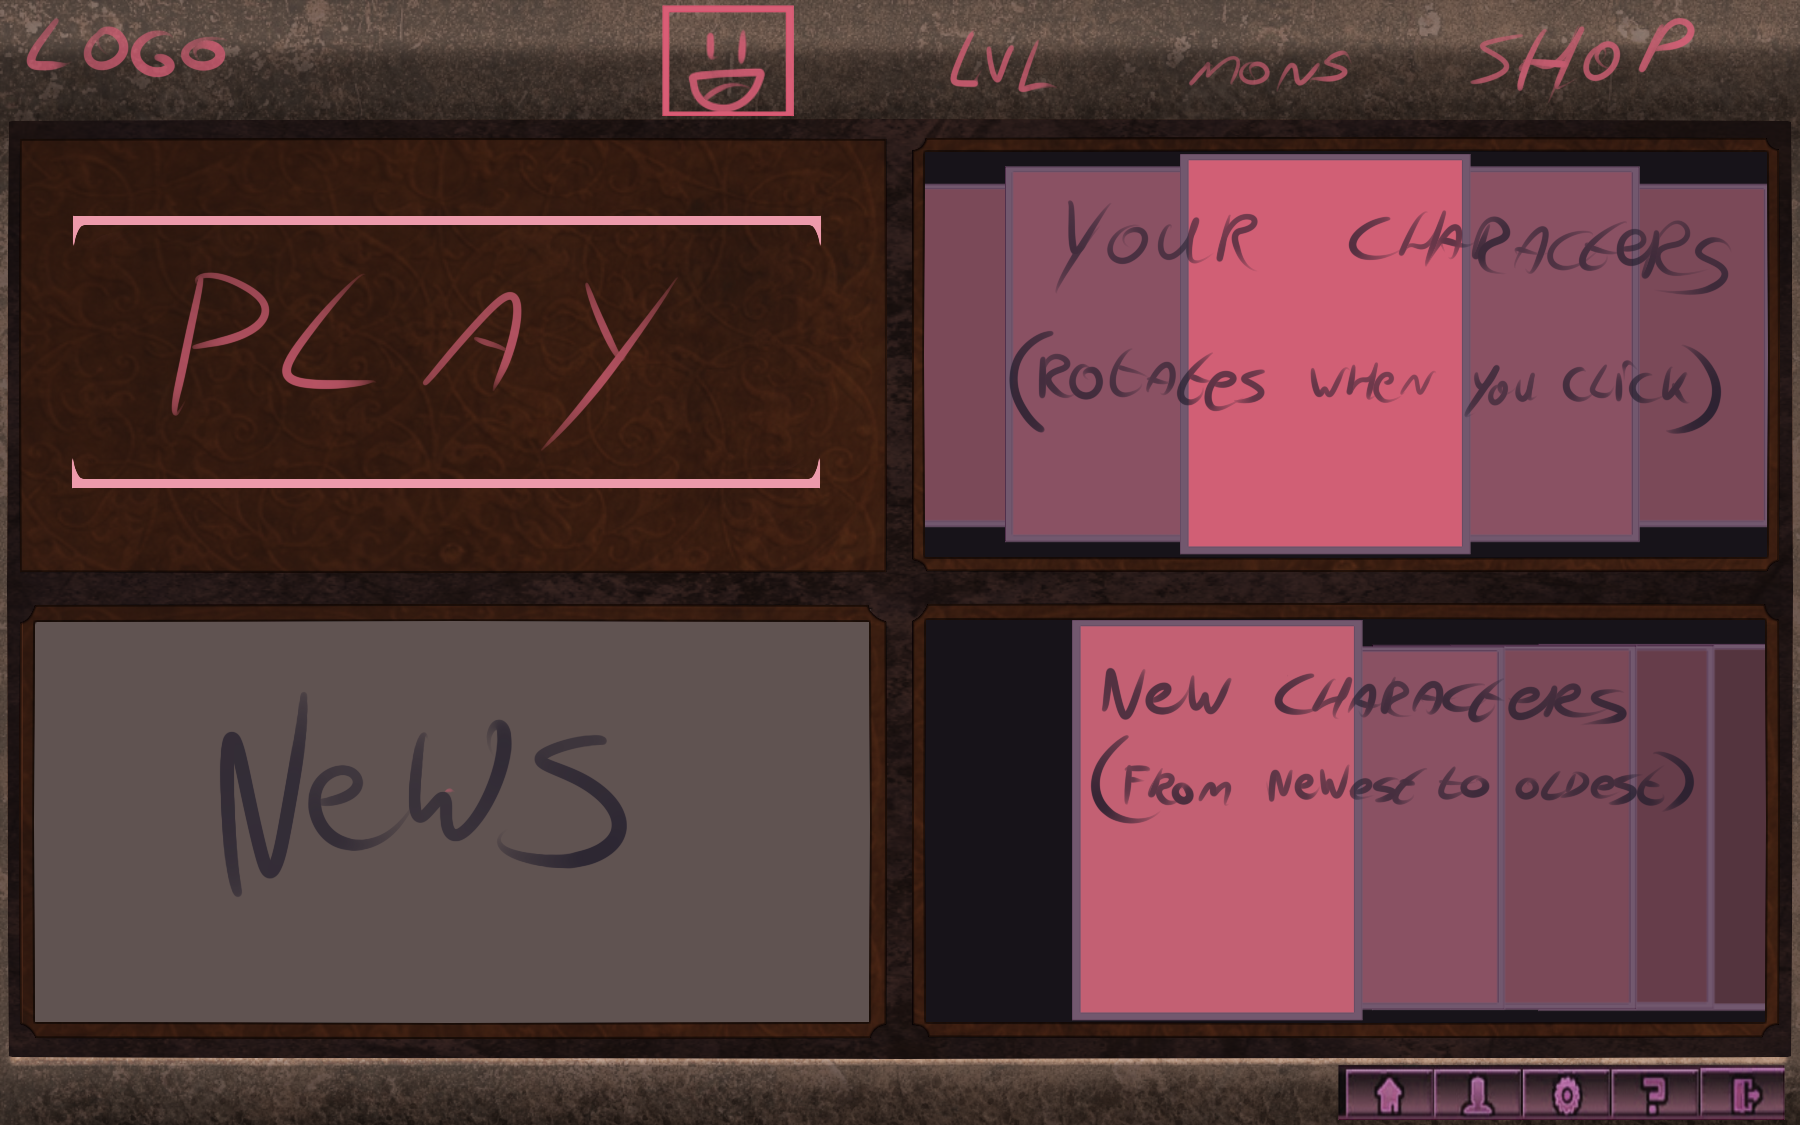 LOGO LVL MONS SHOP
PLAY
YOUR CHARACTERS
(ROTATES WHEN YOU CLICK)
NEWS
NEW CHARACTERS
(FROM NEWEST TO OLDEST)
?